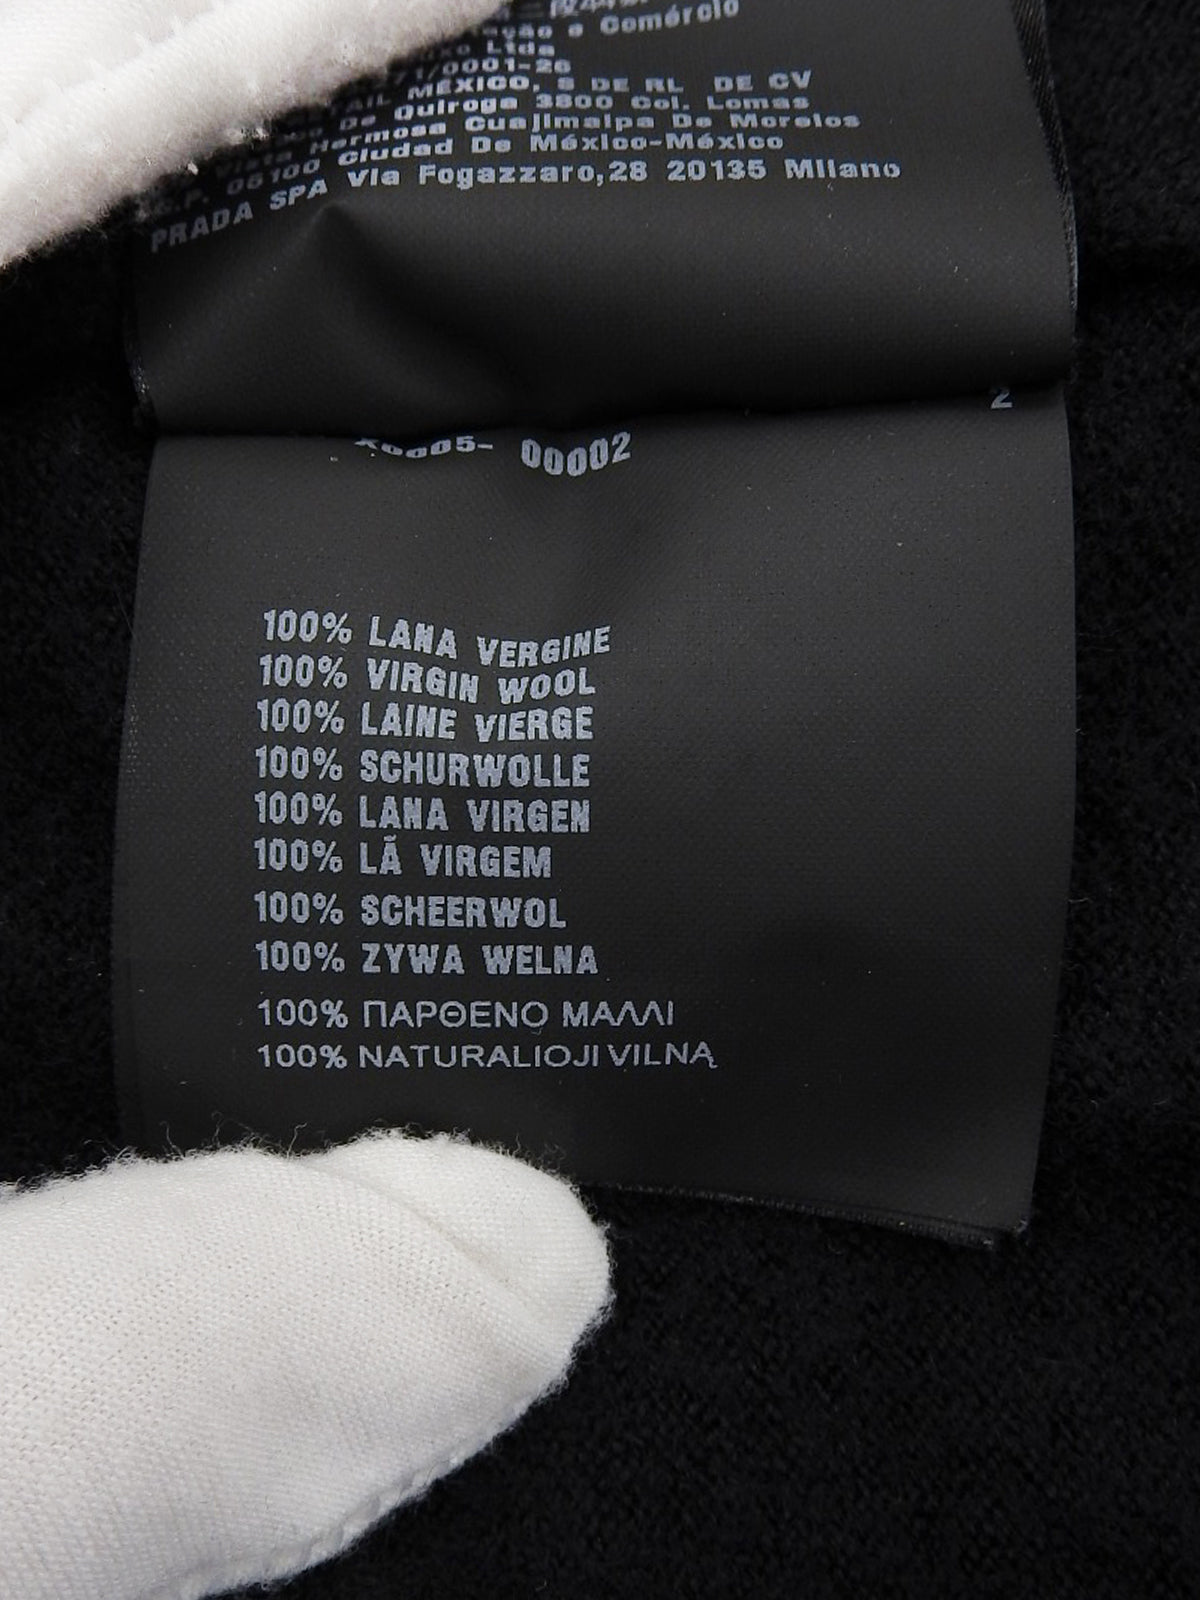 ação e Comércio
Ltda
71/0001-26
MÉXICO, S DE RL DE CV
De Quiroga 3800 Col. Lomas
Vista Hermosa Cuajimalpa De Morelos
05100 Ciudad De México-México
PRADA SPA Via Fogazzaro,28 20135 Milano
2
00002
100% LANA VERGINE
100% VIRGIN WOOL
100% LAINE VIERGE
100% SCHURWOLLE
100% LANA VIRGEN
100% LÃ VIRGEM
100% SCHEERWOL
100% ZYWA WELNA
100% ΠΑΡΘΕΝΟ ΜΑΛΛΙ
100% NATURALIOJI VILNĄ